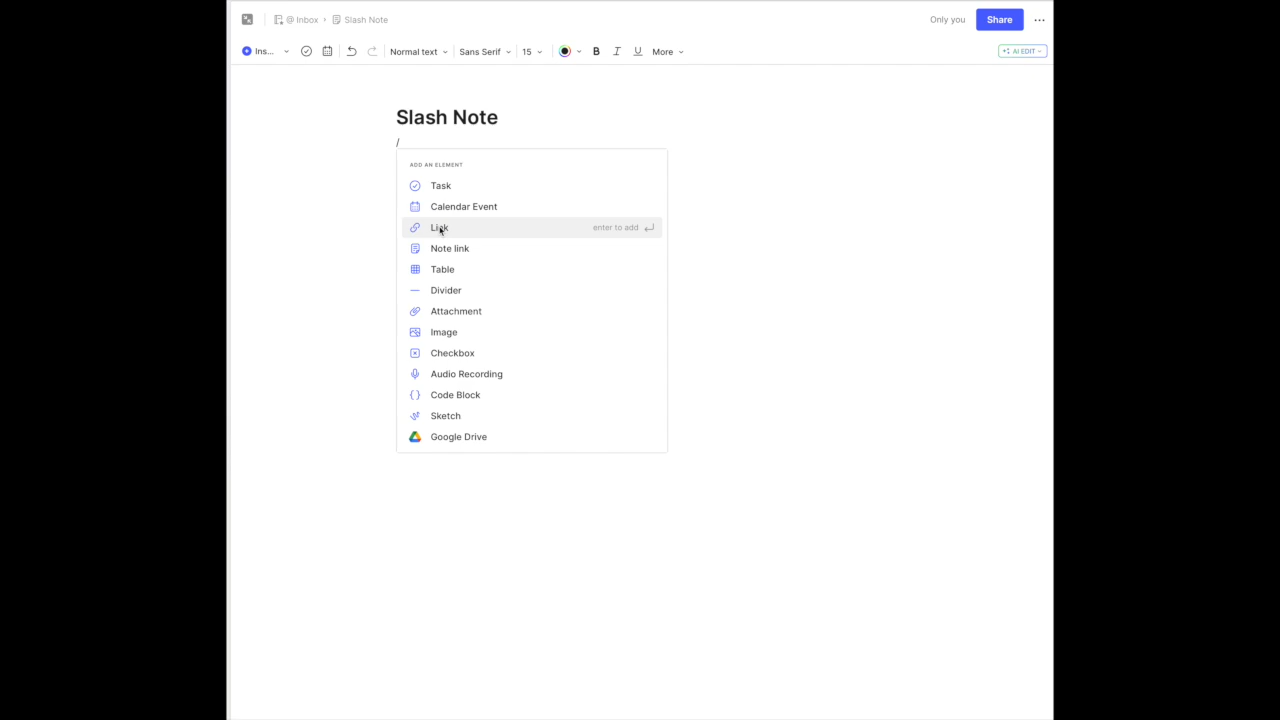 @ Inbox > Slash Note Only you Share ...
Ins... Normal text Sans Serif 15 B I U More AI EDIT
Slash Note
/
ADD AN ELEMENT
Task
Calendar Event
Link enter to add
Note link
Table
Divider
Attachment
Image
Checkbox
Audio Recording
Code Block
Sketch
Google Drive